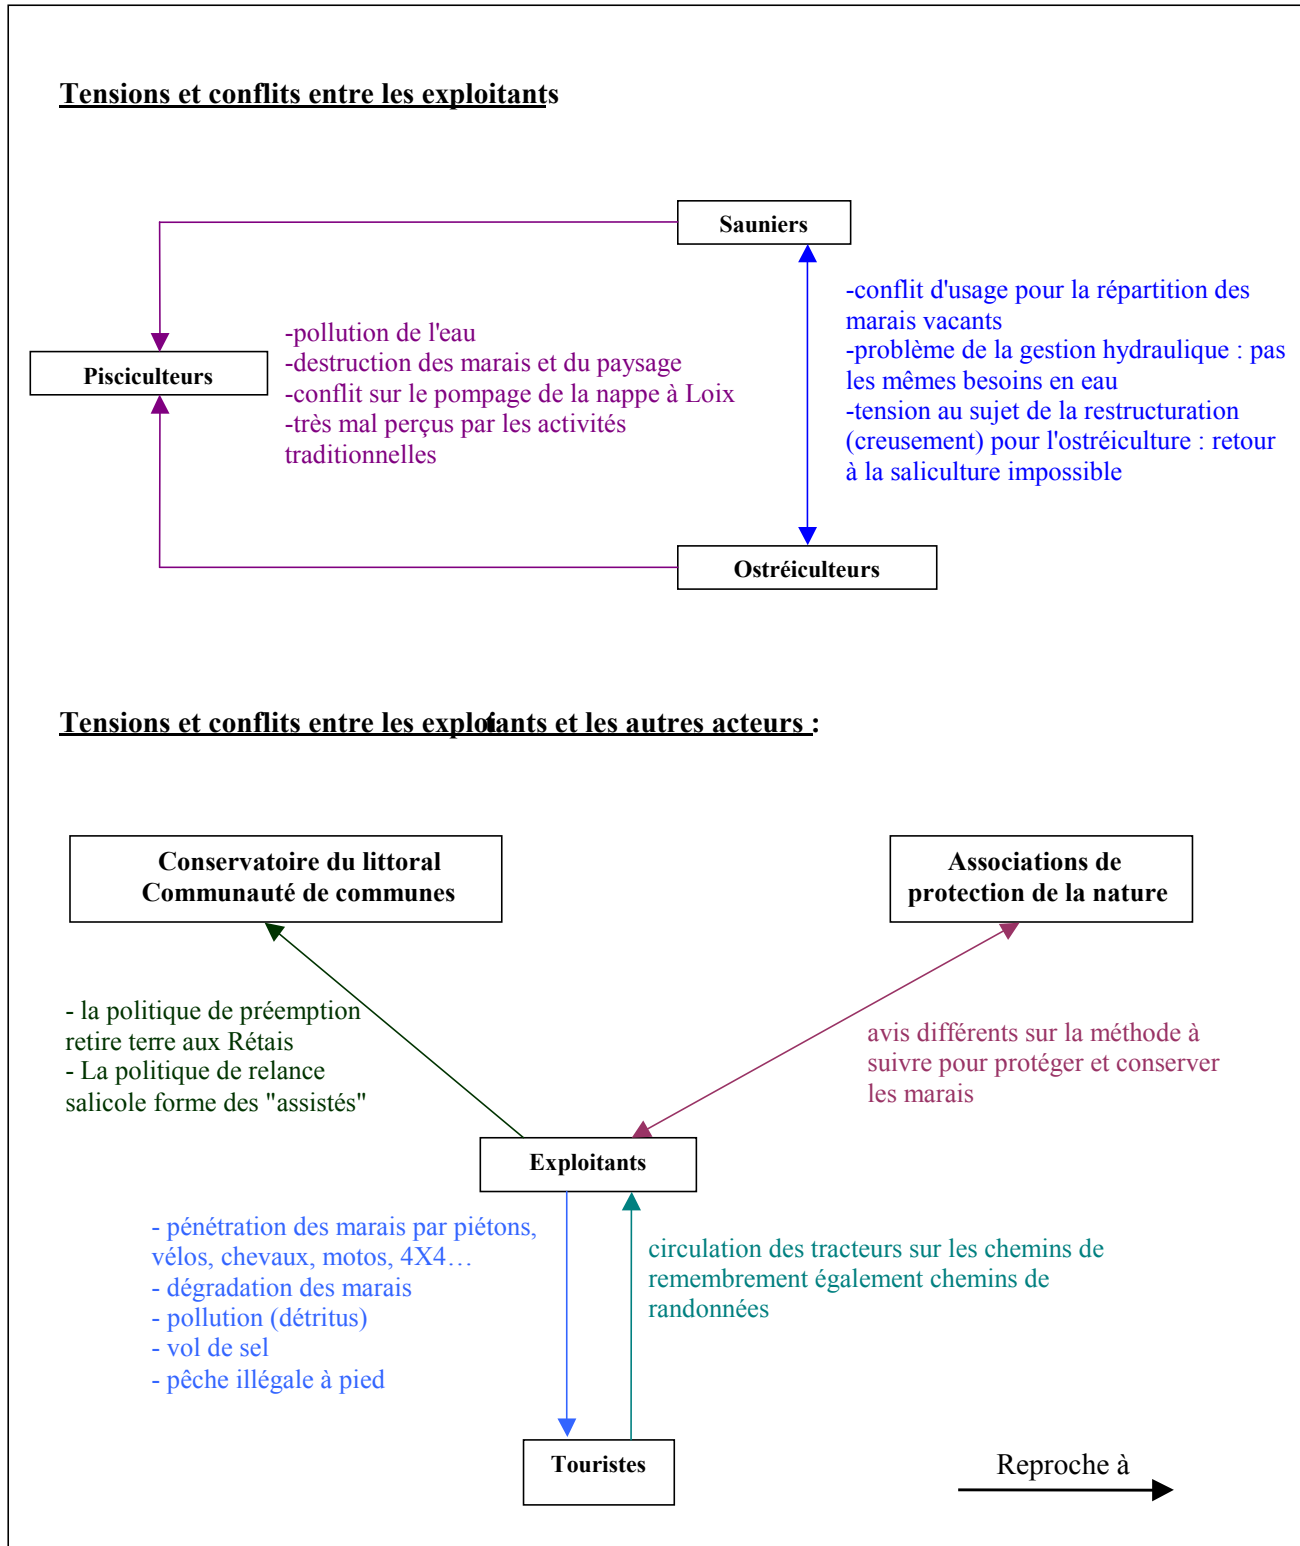 Tensions et conflits entre les exploitants
Sauniers
-conflit d'usage pour la répartition des
marais vacants
-problème de la gestion hydraulique : pas
les mêmes besoins en eau
-tension au sujet de la restructuration
(creusement) pour l'ostréiculture : retour
à la saliculture impossible
-pollution de l'eau
-destruction des marais et du paysage
-conflit sur le pompage de la nappe à Loix
-très mal perçus par les activités
traditionnelles
Pisciculteurs
Ostréiculteurs
Tensions et conflits entre les exploitants et les autres acteurs :
Conservatoire du littoral
Communauté de communes
Associations de
protection de la nature
- la politique de préemption
retire terre aux Rétais
- La politique de relance
salicole forme des "assistés"
avis différents sur la méthode à
suivre pour protéger et conserver
les marais
Exploitants
- pénétration des marais par piétons,
vélos, chevaux, motos, 4X4…
- dégradation des marais
- pollution (détritus)
- vol de sel
- pêche illégale à pied
circulation des tracteurs sur les chemins de
remembrement également chemins de
randonnées
Touristes
Reproche à